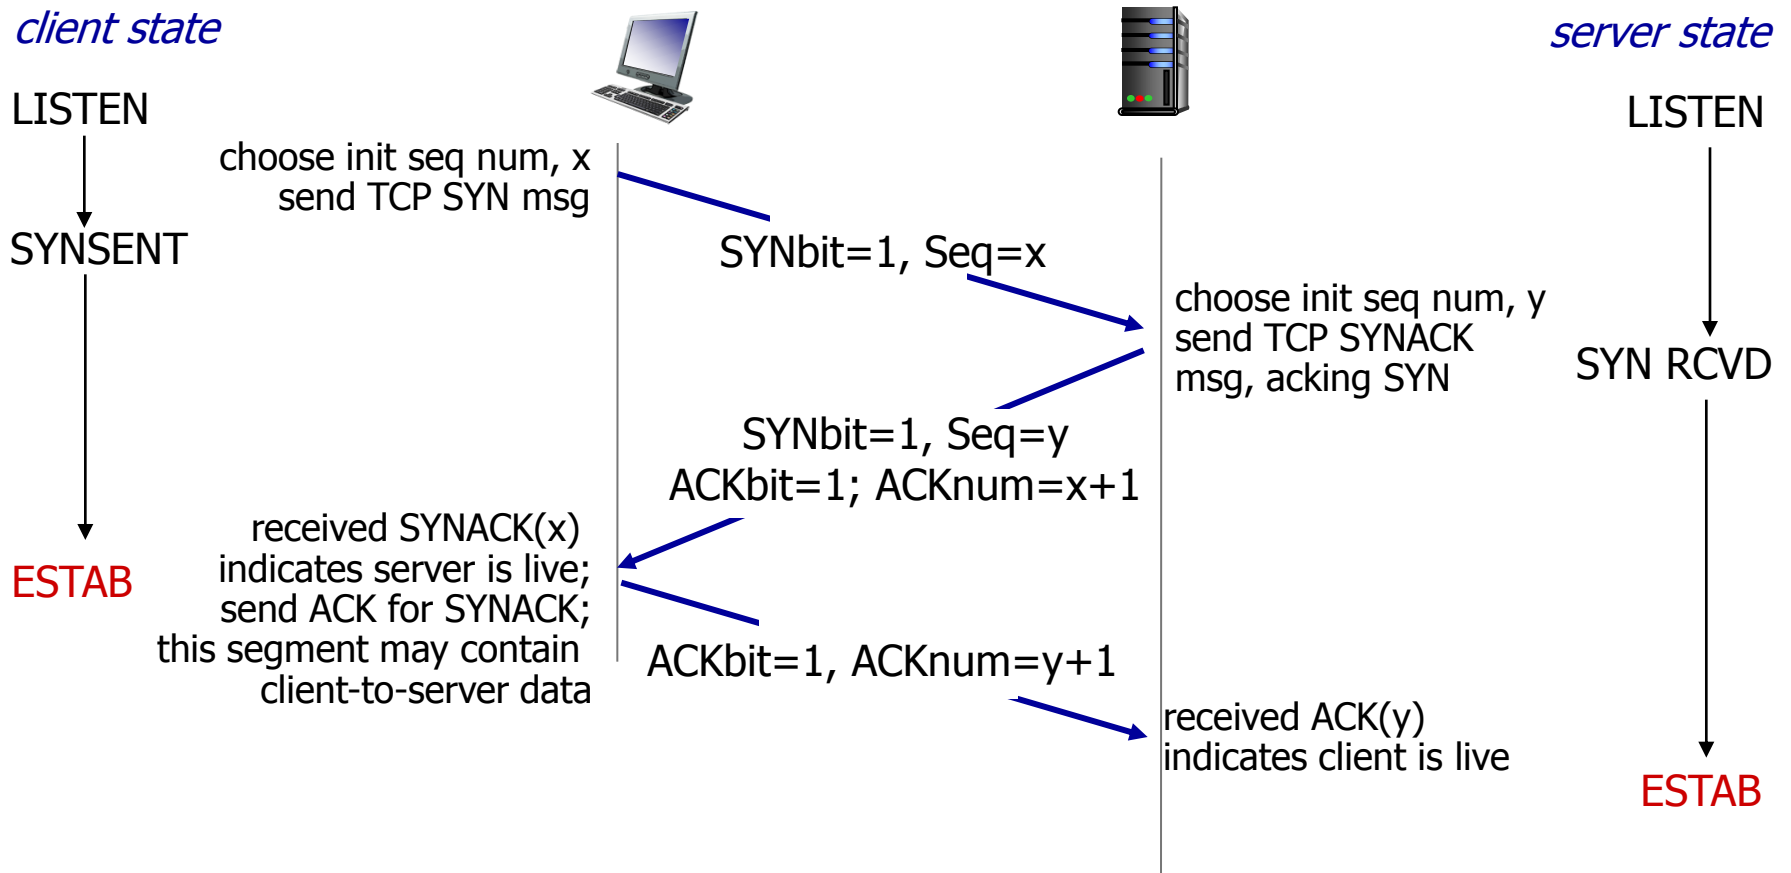 client state
server state
LISTEN
LISTEN
choose init seq num, x
send TCP SYN msg
SYNSENT
SYNbit=1, Seq=x
choose init seq num, y
send TCP SYNACK
msg, acking SYN
SYN RCVD
SYNbit=1, Seq=y
ACKbit=1; ACKnum=x+1
received SYNACK(x)
indicates server is live;
send ACK for SYNACK;
this segment may contain
client-to-server data
ESTAB
ACKbit=1, ACKnum=y+1
received ACK(y)
indicates client is live
ESTAB